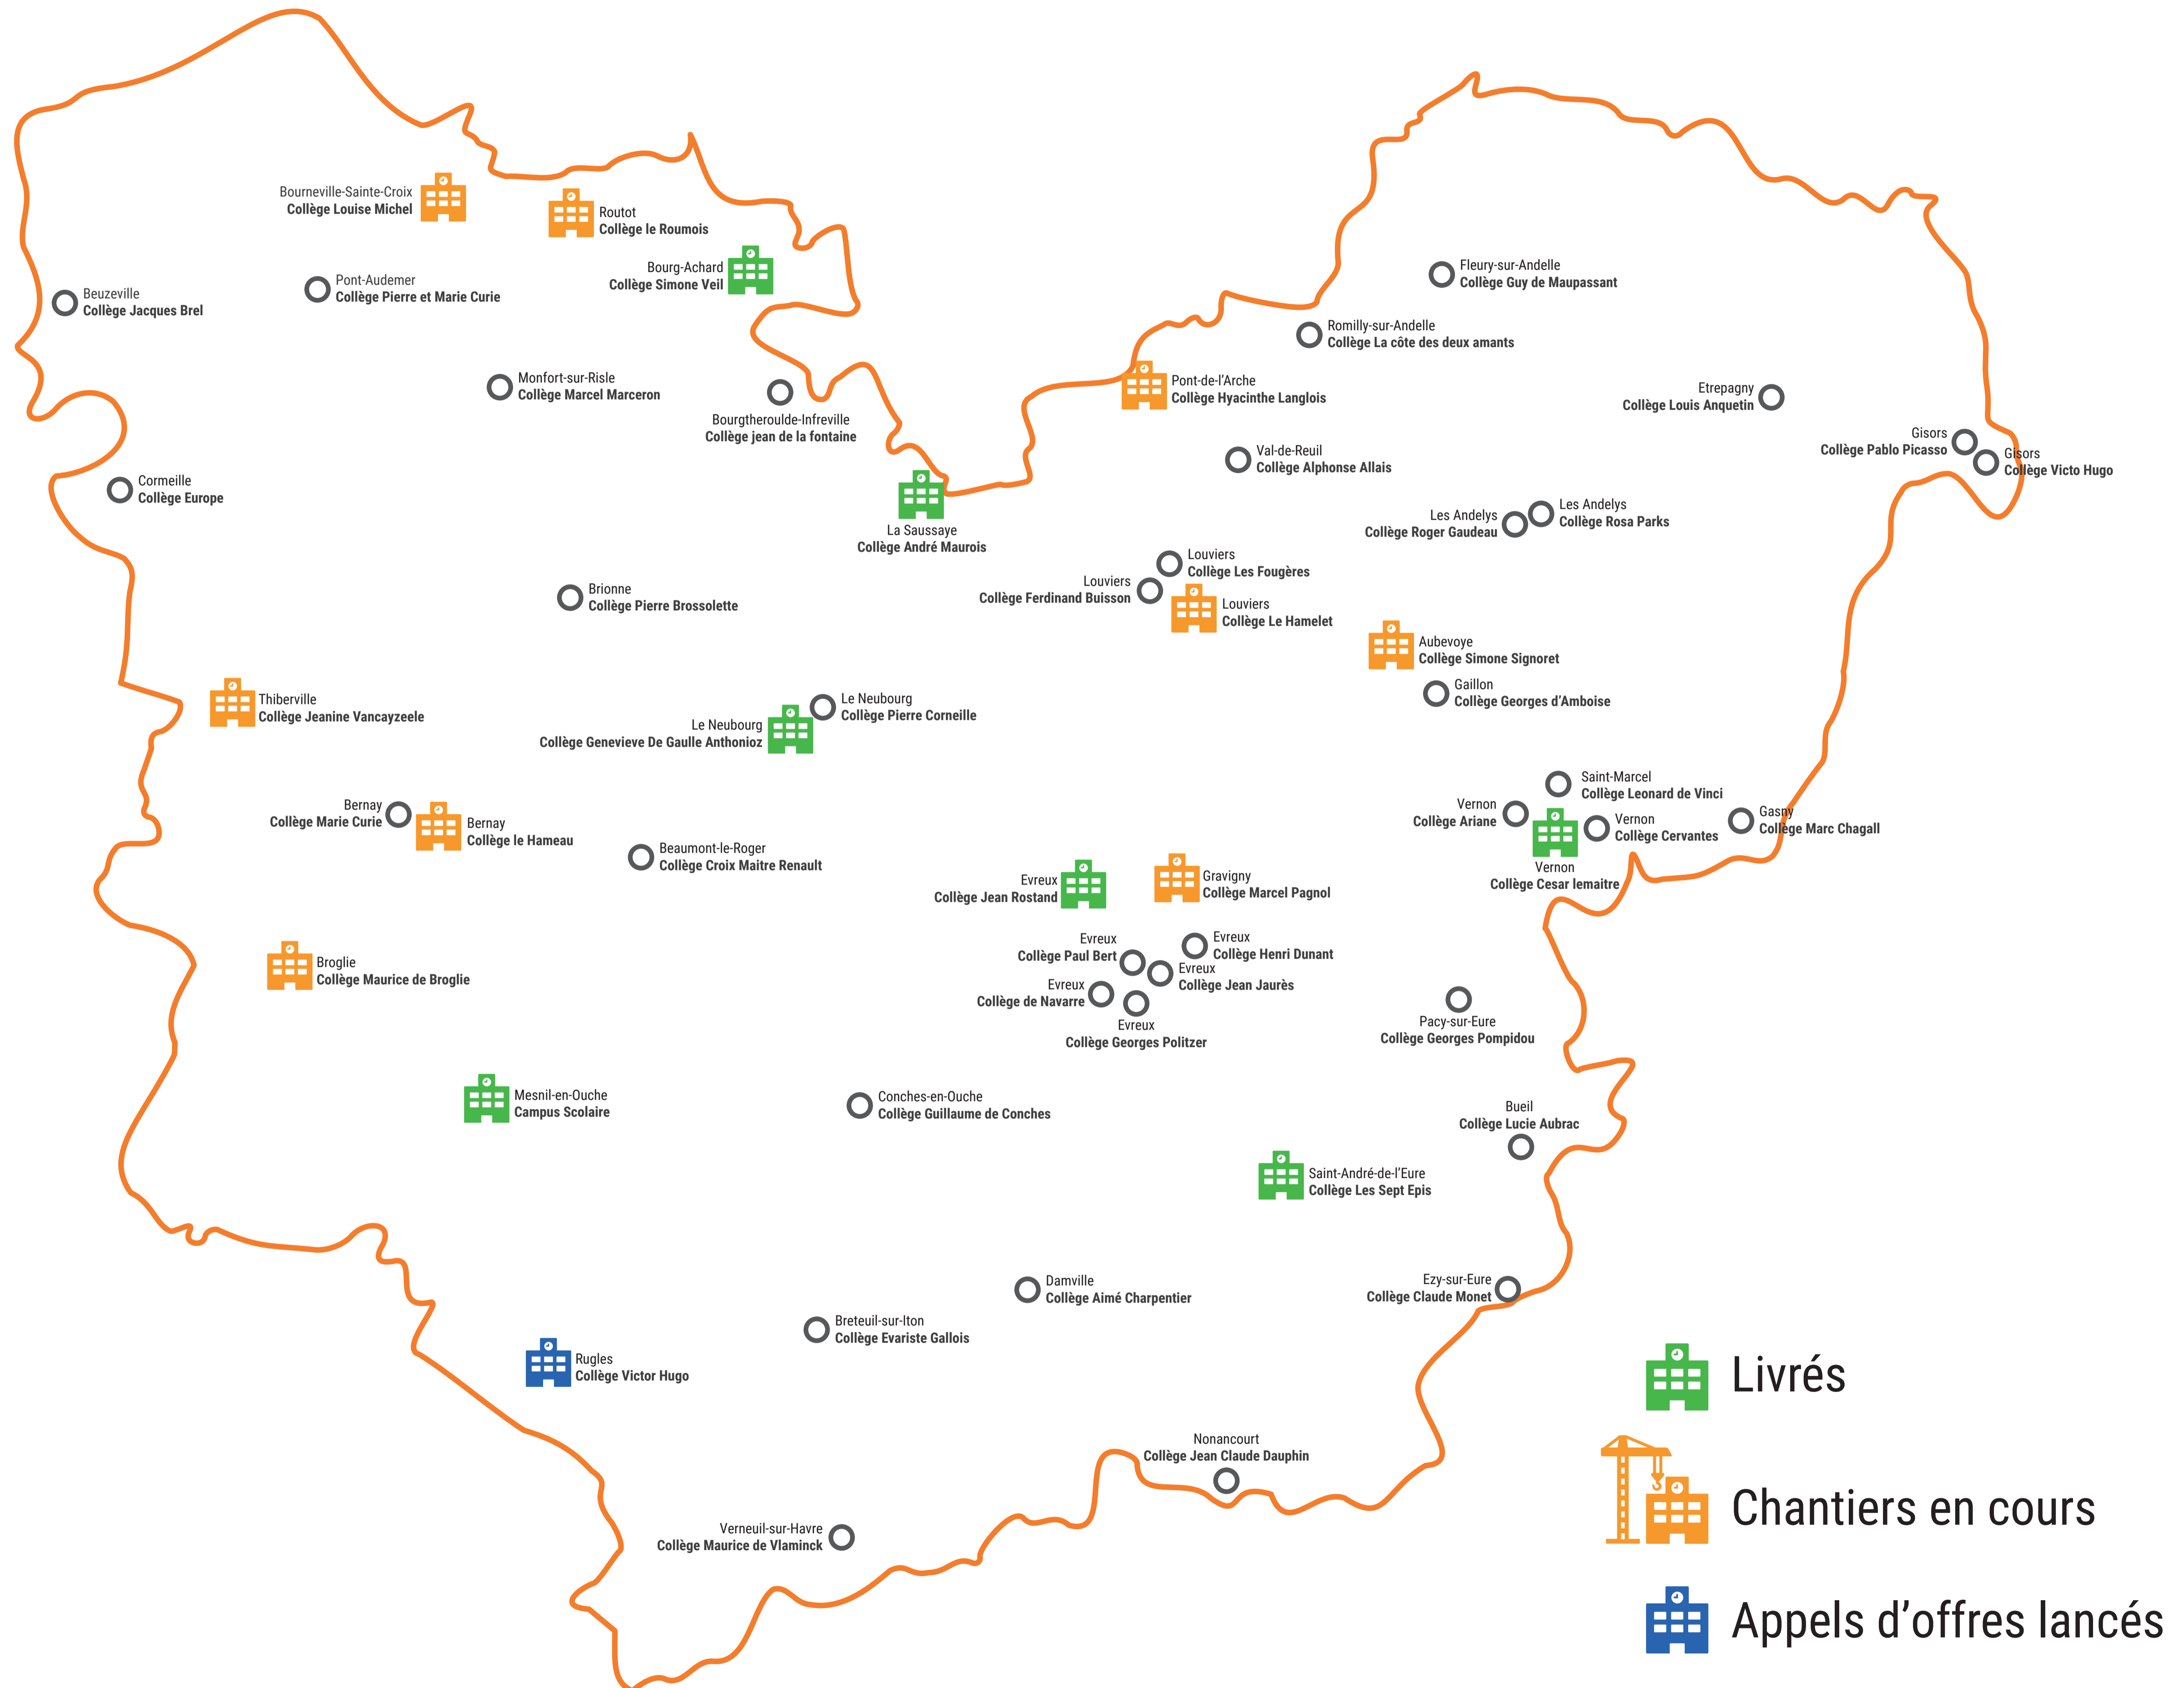 Bourneville-Sainte-Croix
Collège Louise Michel
Routot
Collège le Roumois
Bourg-Achard
Collège Simone Veil
Beuzeville
Collège Jacques Brel
Pont-Audemer
Collège Pierre et Marie Curie
Fleury-sur-Andelle
Collège Guy de Maupassant
Romilly-sur-Andelle
Collège La côte des deux amants
Monfort-sur-Risle
Collège Marcel Marceron
Bourgtheroulde-Infreville
Collège jean de la fontaine
Pont-de-l'Arche
Collège Hyacinthe Langlois
Etrepagny
Collège Louis Anquetin
Gisors
Collège Pablo Picasso
Gisors
Collège Victo Hugo
Val-de-Reuil
Collège Alphonse Allais
Cormeille
Collège Europe
La Saussaye
Collège André Maurois
Les Andelys
Collège Roger Gaudeau
Les Andelys
Collège Rosa Parks
Louviers
Collège Les Fougères
Louviers
Collège Ferdinand Buisson
Louviers
Collège Le Hamelet
Brionne
Collège Pierre Brossolette
Aubevoye
Collège Simone Signoret
Gaillon
Collège Georges d'Amboise
Thiberville
Collège Jeanine Vancayzeele
Le Neubourg
Collège Pierre Corneille
Le Neubourg
Collège Genevieve De Gaulle Anthonioz
Saint-Marcel
Collège Leonard de Vinci
Vernon
Collège Ariane
Vernon
Collège Cervantes
Gasny
Collège Marc Chagall
Vernon
Collège Cesar lemaitre
Bernay
Collège Marie Curie
Bernay
Collège le Hameau
Beaumont-le-Roger
Collège Croix Maitre Renault
Evreux
Collège Jean Rostand
Gravigny
Collège Marcel Pagnol
Evreux
Collège Paul Bert
Evreux
Collège Henri Dunant
Evreux
Collège Jean Jaurès
Evreux
Collège de Navarre
Evreux
Collège Georges Politzer
Broglie
Collège Maurice de Broglie
Pacy-sur-Eure
Collège Georges Pompidou
Mesnil-en-Ouche
Campus Scolaire
Conches-en-Ouche
Collège Guillaume de Conches
Bueil
Collège Lucie Aubrac
Saint-André-de-l'Eure
Collège Les Sept Epis
Damville
Collège Aimé Charpentier
Ezy-sur-Eure
Collège Claude Monet
Breteuil-sur-Iton
Collège Evariste Gallois
Rugles
Collège Victor Hugo
Nonancourt
Collège Jean Claude Dauphin
Verneuil-sur-Havre
Collège Maurice de Vlaminck
Livrés
Chantiers en cours
Appels d'offres lancés